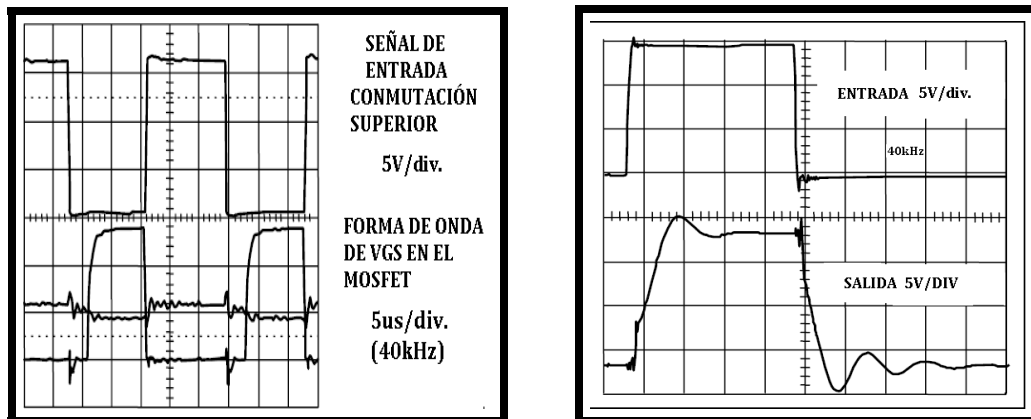 SEÑAL DE
ENTRADA
CONMUTACIÓN
SUPERIOR
5V/div.
FORMA DE ONDA
DE VGS EN EL
MOSFET
5us/div.
(40kHz)
ENTRADA 5V/div.
40kHz
SALIDA 5V/DIV